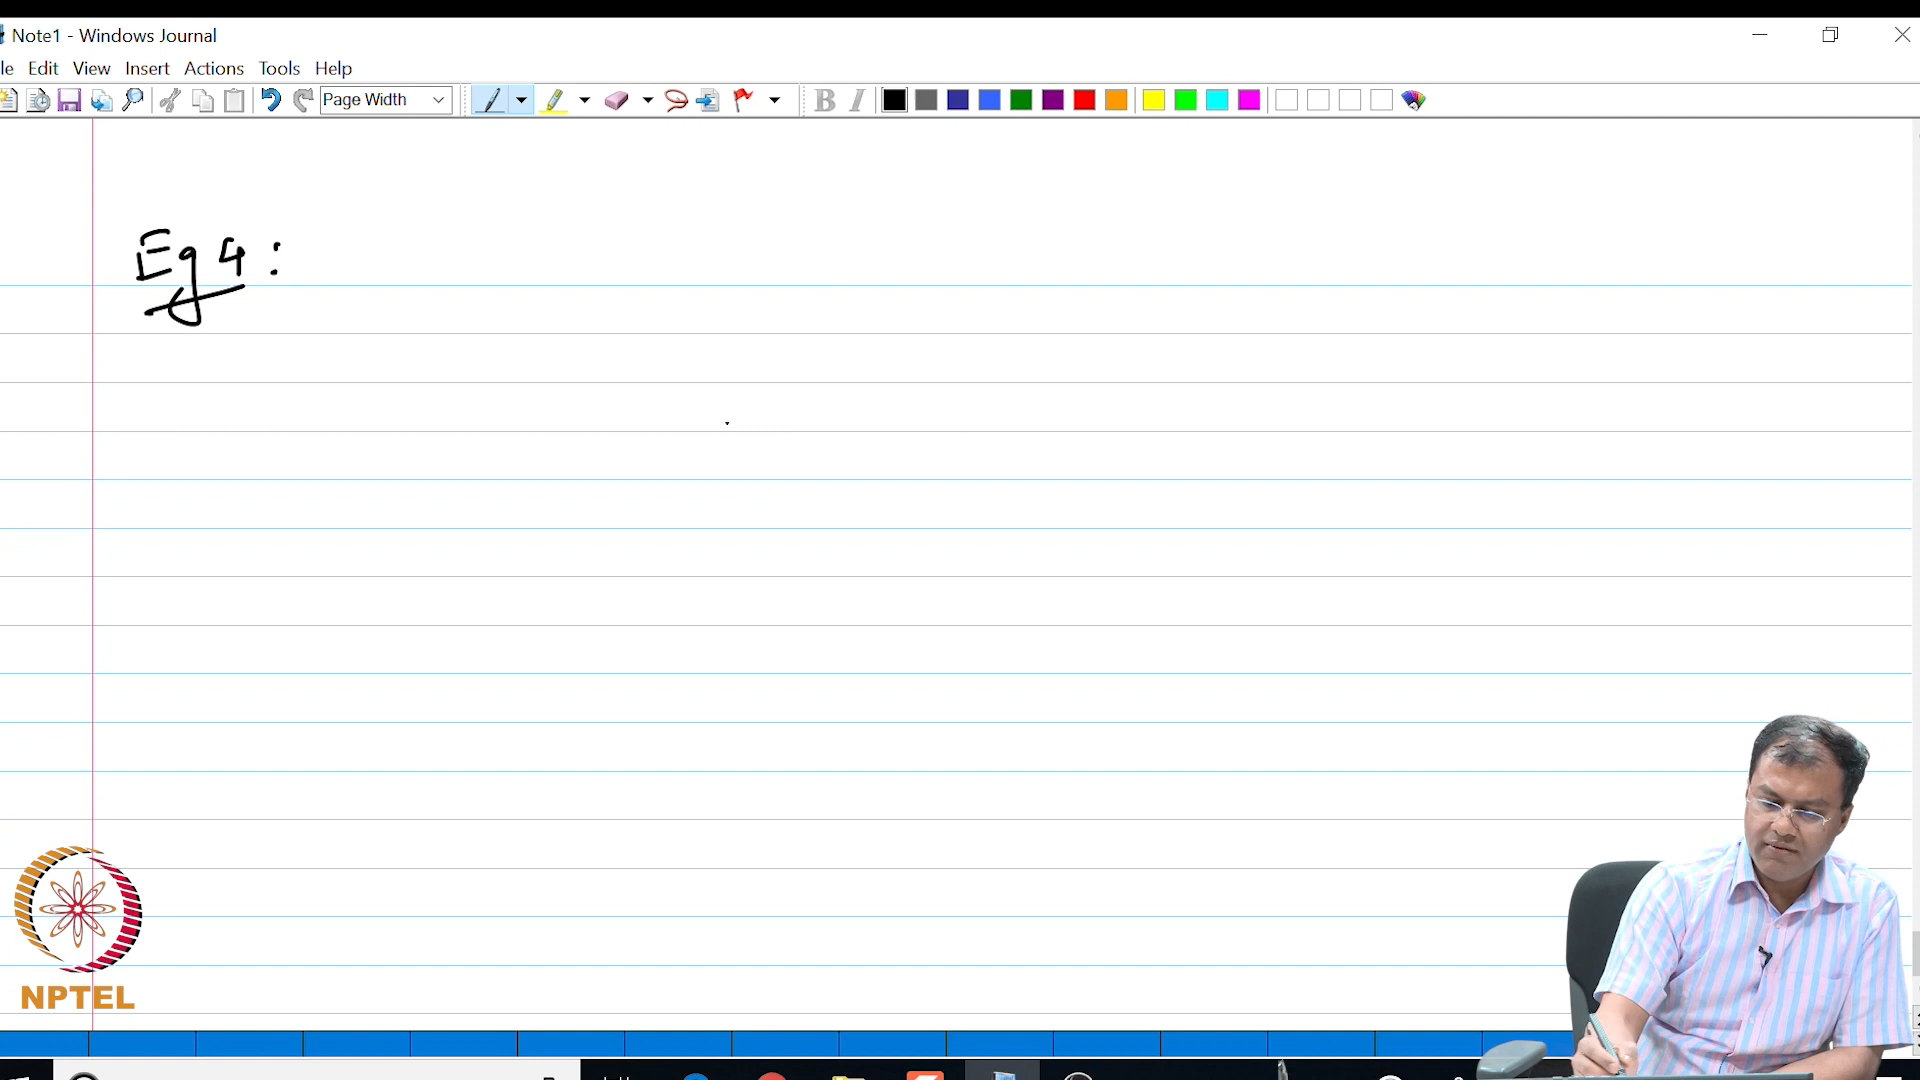 Note1 - Windows Journal
le Edit View Insert Actions Tools Help
Page Width B I
Eg 4 :
NPTEL